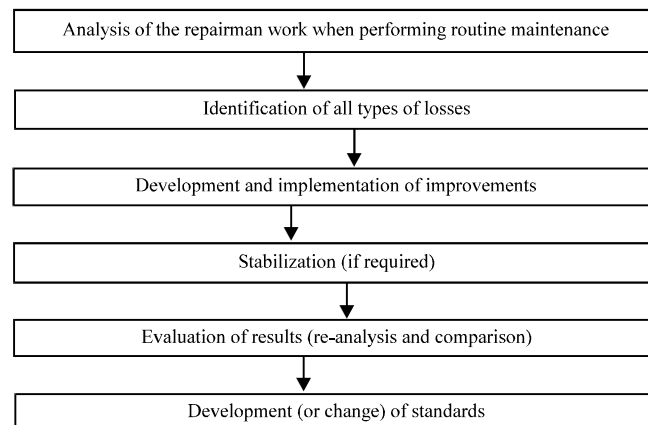 Analysis of the repairman work when performing routine maintenance
Identification of all types of losses
Development and implementation of improvements
Stabilization (if required)
Evaluation of results (re-analysis and comparison)
Development (or change) of standards